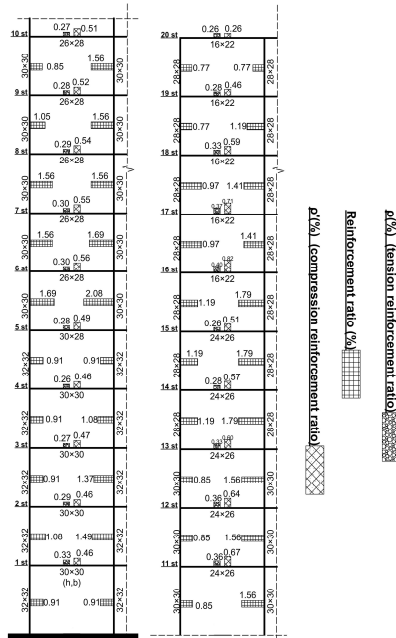 0.27 0.51
10 st
26×28
30×30 0.85 1.56 30×30
0.28 0.52
9 st
26×28
30×30 1.05 1.56 30×30
0.29 0.54
8 st
26×28
30×30 1.56 1.56 30×30
0.30 0.55
7 st
26×28
30×30 1.56 1.69 30×30
0.30 0.56
6 st
26×28
30×30 1.69 2.08 30×30
0.28 0.49
5 st
30×28
32×32 0.91 0.91 32×32
0.26 0.46
4 st
30×30
32×32 0.91 1.08 32×32
0.27 0.47
3 st
30×30
32×32 0.91 1.37 32×32
0.29 0.46
2 st
30×30
32×32 1.08 1.49 32×32
0.33 0.46
1 st
30×30
(h,b)
32×32 0.91 0.91 32×32
0.26 0.26
20 st
16×22
28×28 0.77 0.77 28×28
0.28 0.46
19 st
16×22
28×28 0.77 1.19 28×28
0.33 0.59
18 st
16×22
28×28 0.97 1.41 28×28
0.37 0.71
17 st
16×22
28×28 0.97 1.41 28×28
0.40 0.82
16 st
16×22
28×28 1.19 1.79 28×28
0.26 0.51
15 st
24×26
28×28 1.19 1.79 28×28
0.28 0.57
14 st
24×26
28×28 1.19 1.79 28×28
0.60
13 st
24×26
30×30 0.85 1.56 30×30
0.36 0.64
12 st
24×26
30×30 0.85 1.56 30×30
0.36 0.67
11 st
24×26
30×30 0.85 1.56 30×30
ρ(%) (tension reinforcement ratio)
Reinforcement ratio (%)
ρ'(%) (compression reinforcement ratio)